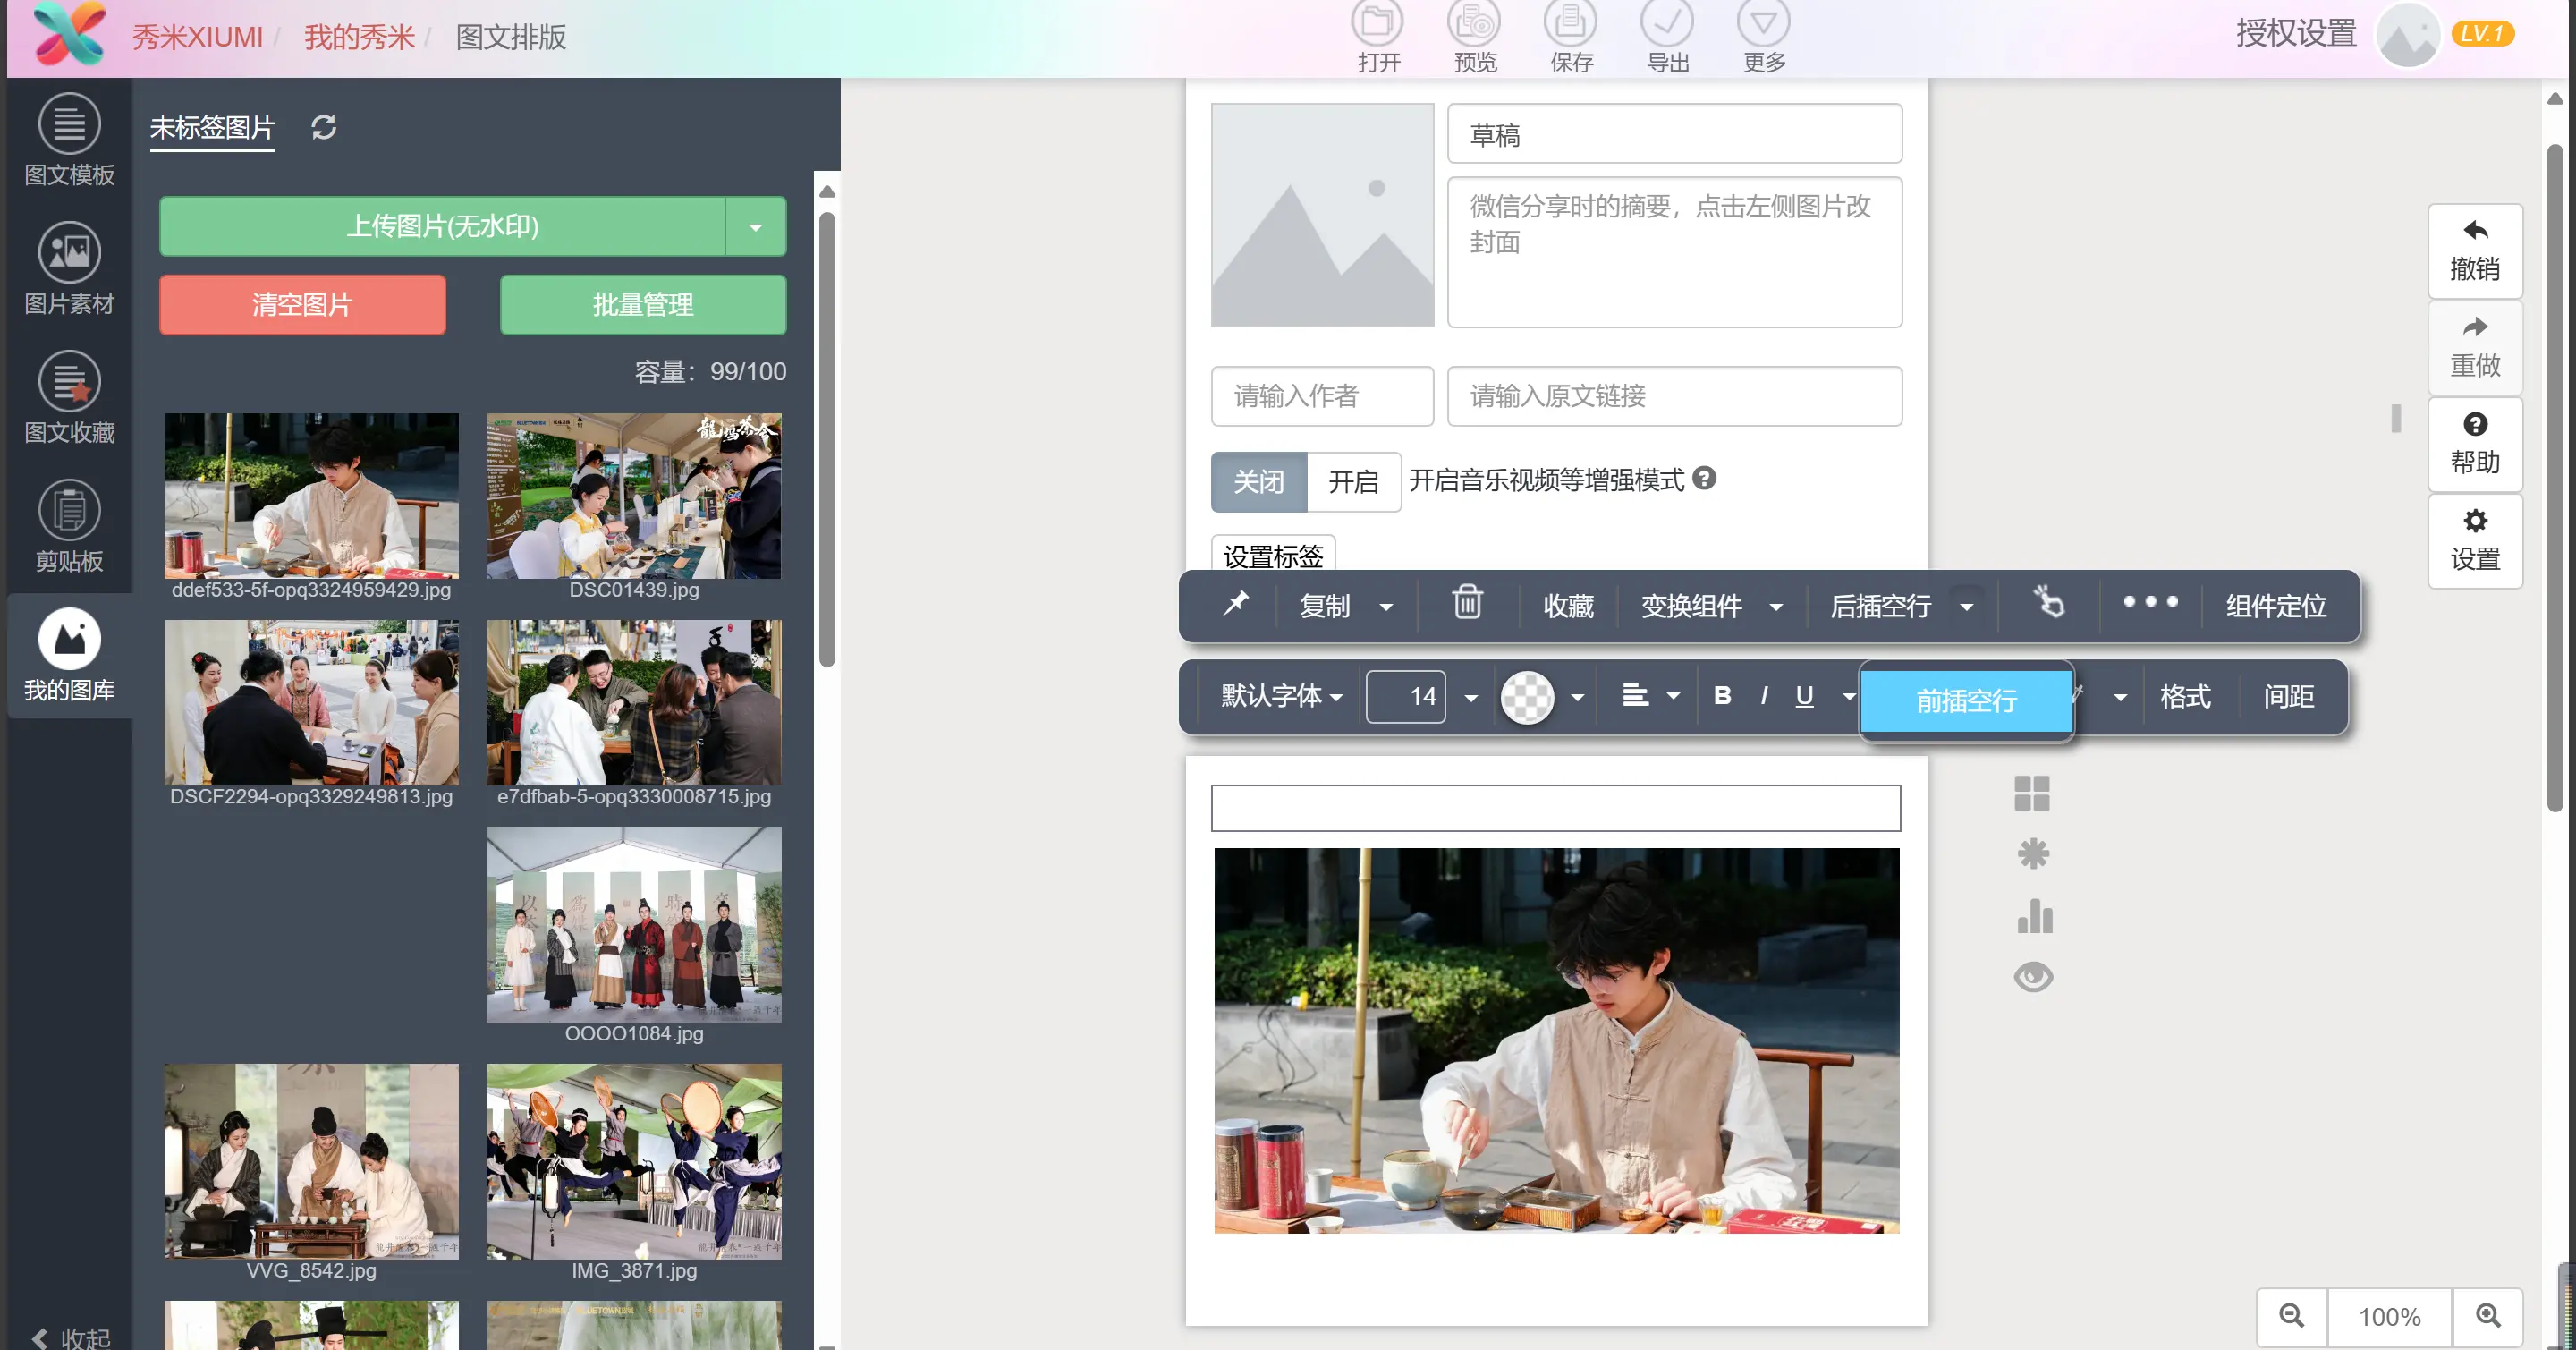 秀米XIUMI / 我的秀米 / 图文排版
打开
预览
保存
导出
更多
授权设置
LV.1
图文模板
图片素材
图文收藏
剪贴板
我的图库
收起
未标签图片
上传图片(无水印)
清空图片
批量管理
容量：99/100
龍塢茶会
ddef533-5f-opq3324959429.jpg
DSC01439.jpg
DSCF2294-opq3329249813.jpg
e7dfbab-5-opq3330008715.jpg
OOOO1084.jpg
VVG_8542.jpg
IMG_3871.jpg
草稿
微信分享时的摘要，点击左侧图片改
封面
请输入作者
请输入原文链接
关闭
开启
开启音乐视频等增强模式
设置标签
复制
收藏
变换组件
后插空行
组件定位
默认字体
14
B
I
U
前插空行
格式
间距
撤销
重做
帮助
设置
100%